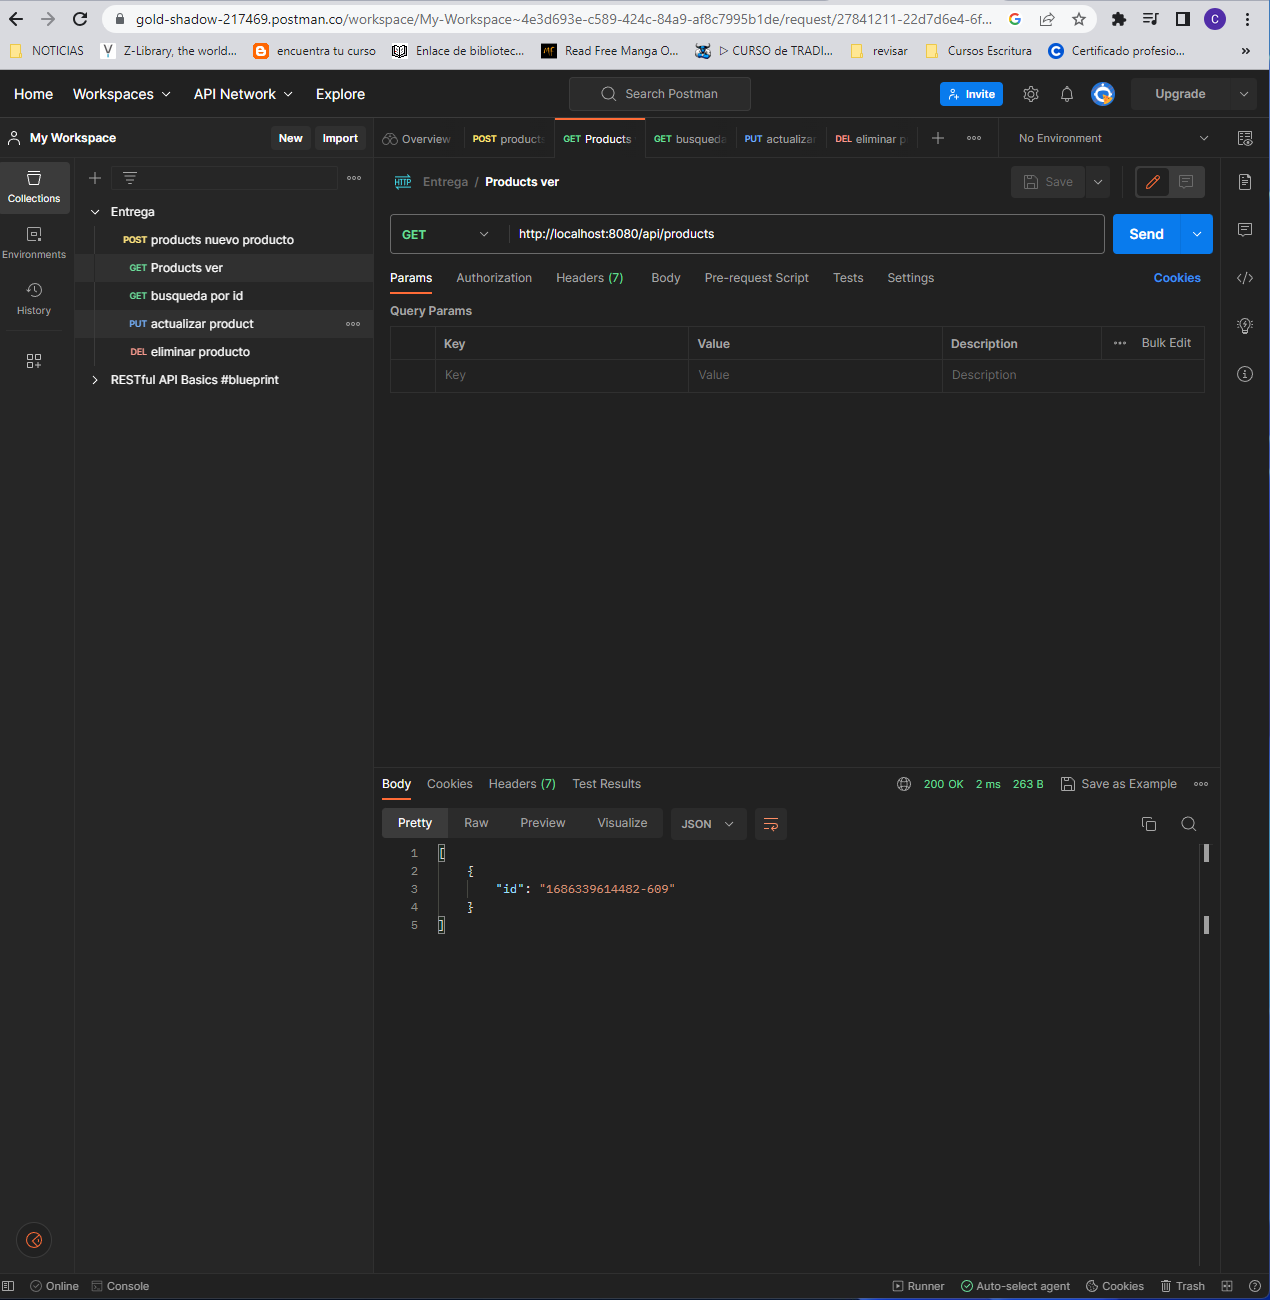 gold-shadow-217469.postman.co/workspace/My-Workspace~4e3d693e-c589-424c-84a9-af8c7995b1de/request/27841211-22d7d6e4-6f... G C
NOTICIAS Z-Library, the world... encuentra tu curso Enlace de bibliotec... Read Free Manga O... ▷ CURSO de TRADI... revisar Cursos Escritura Certificado profesio... »
Home Workspaces API Network Explore Search Postman Invite Upgrade
My Workspace New Import Overview POST products GET Products GET busqueda PUT actualizar DEL eliminar p No Environment
Collections
Environments
History
Entrega
POST products nuevo producto
GET Products ver
GET busqueda por id
PUT actualizar product
DEL eliminar producto
RESTful API Basics #blueprint
HTTP Entrega / Products ver Save
GET http://localhost:8080/api/products Send
Params Authorization Headers (7) Body Pre-request Script Tests Settings Cookies
Query Params
Key Value Description Bulk Edit
Key Value Description
Body Cookies Headers (7) Test Results 200 OK 2 ms 263 B Save as Example
Pretty Raw Preview Visualize JSON
1 [
2 {
3 "id": "1686339614482-609"
4 }
5 ]
Online Console Runner Auto-select agent Cookies Trash